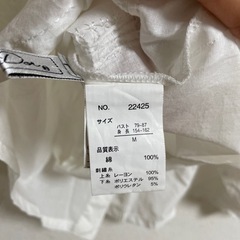 NO. 22425
サイズ
バスト 79-87
身長 154-162
M
品質表示
綿 100%
刺繍糸
上糸 レーヨン 100%
下糸 ポリエステル 95%
ポリウレタン 5%